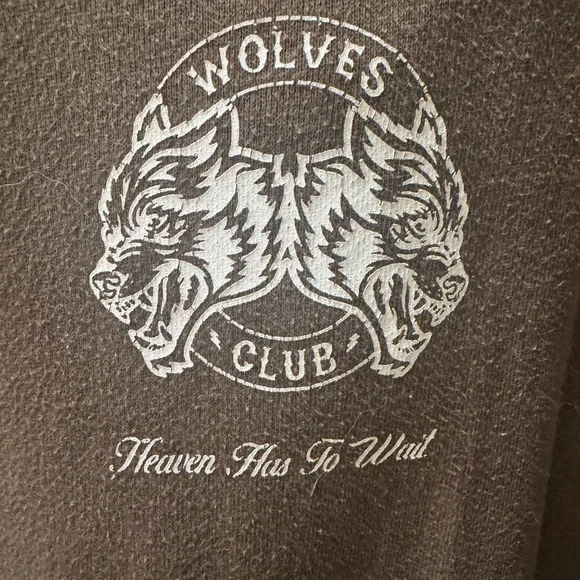 WOLVES
CLUB
Heaven Has To Wait